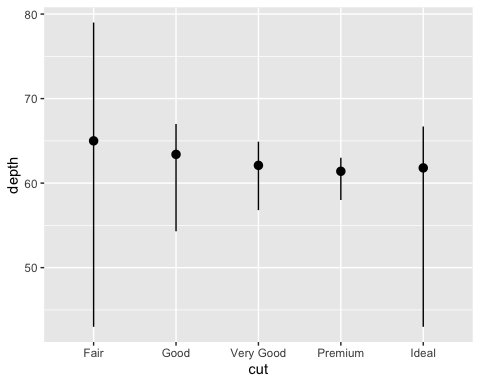 80
70
60
50
depth
Fair
Good
Very Good
Premium
Ideal
cut